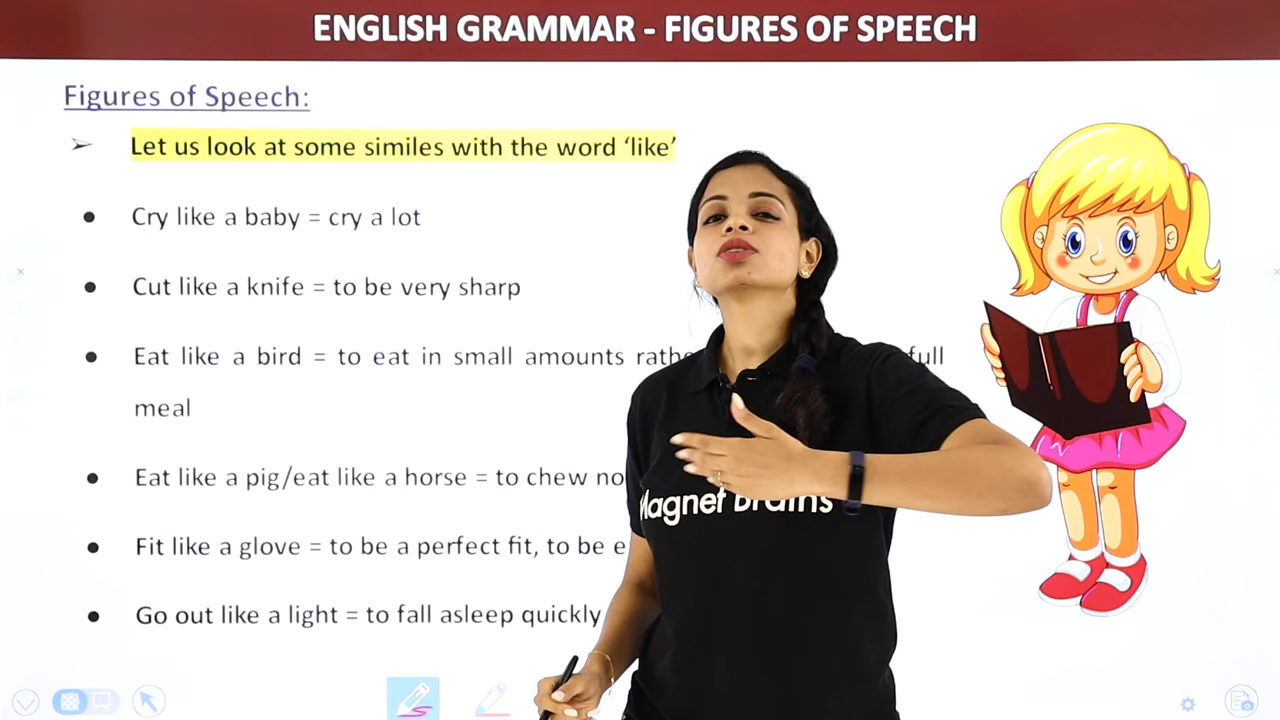 ENGLISH GRAMMAR - FIGURES OF SPEECH
Figures of Speech:
➢ Let us look at some similes with the word ‘like’
● Cry like a baby = cry a lot
● Cut like a knife = to be very sharp
● Eat like a bird = to eat in small amounts full
meal
● Eat like a pig/eat like a horse = to chew
● Fit like a glove = to be a perfect fit, to be
● Go out like a light = to fall asleep quickly
Magnet Brains